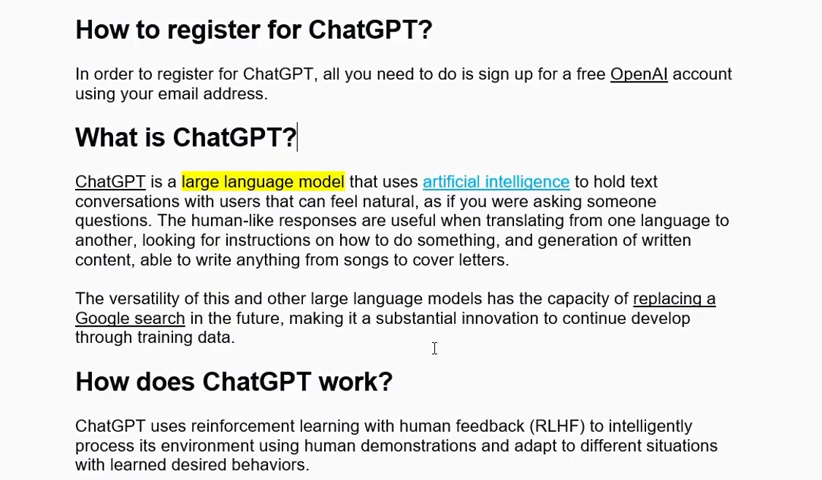 How to register for ChatGPT?
In order to register for ChatGPT, all you need to do is sign up for a free OpenAI account
using your email address.
What is ChatGPT?
ChatGPT is a large language model that uses artificial intelligence to hold text
conversations with users that can feel natural, as if you were asking someone
questions. The human-like responses are useful when translating from one language to
another, looking for instructions on how to do something, and generation of written
content, able to write anything from songs to cover letters.
The versatility of this and other large language models has the capacity of replacing a
Google search in the future, making it a substantial innovation to continue develop
through training data.
How does ChatGPT work?
ChatGPT uses reinforcement learning with human feedback (RLHF) to intelligently
process its environment using human demonstrations and adapt to different situations
with learned desired behaviors.